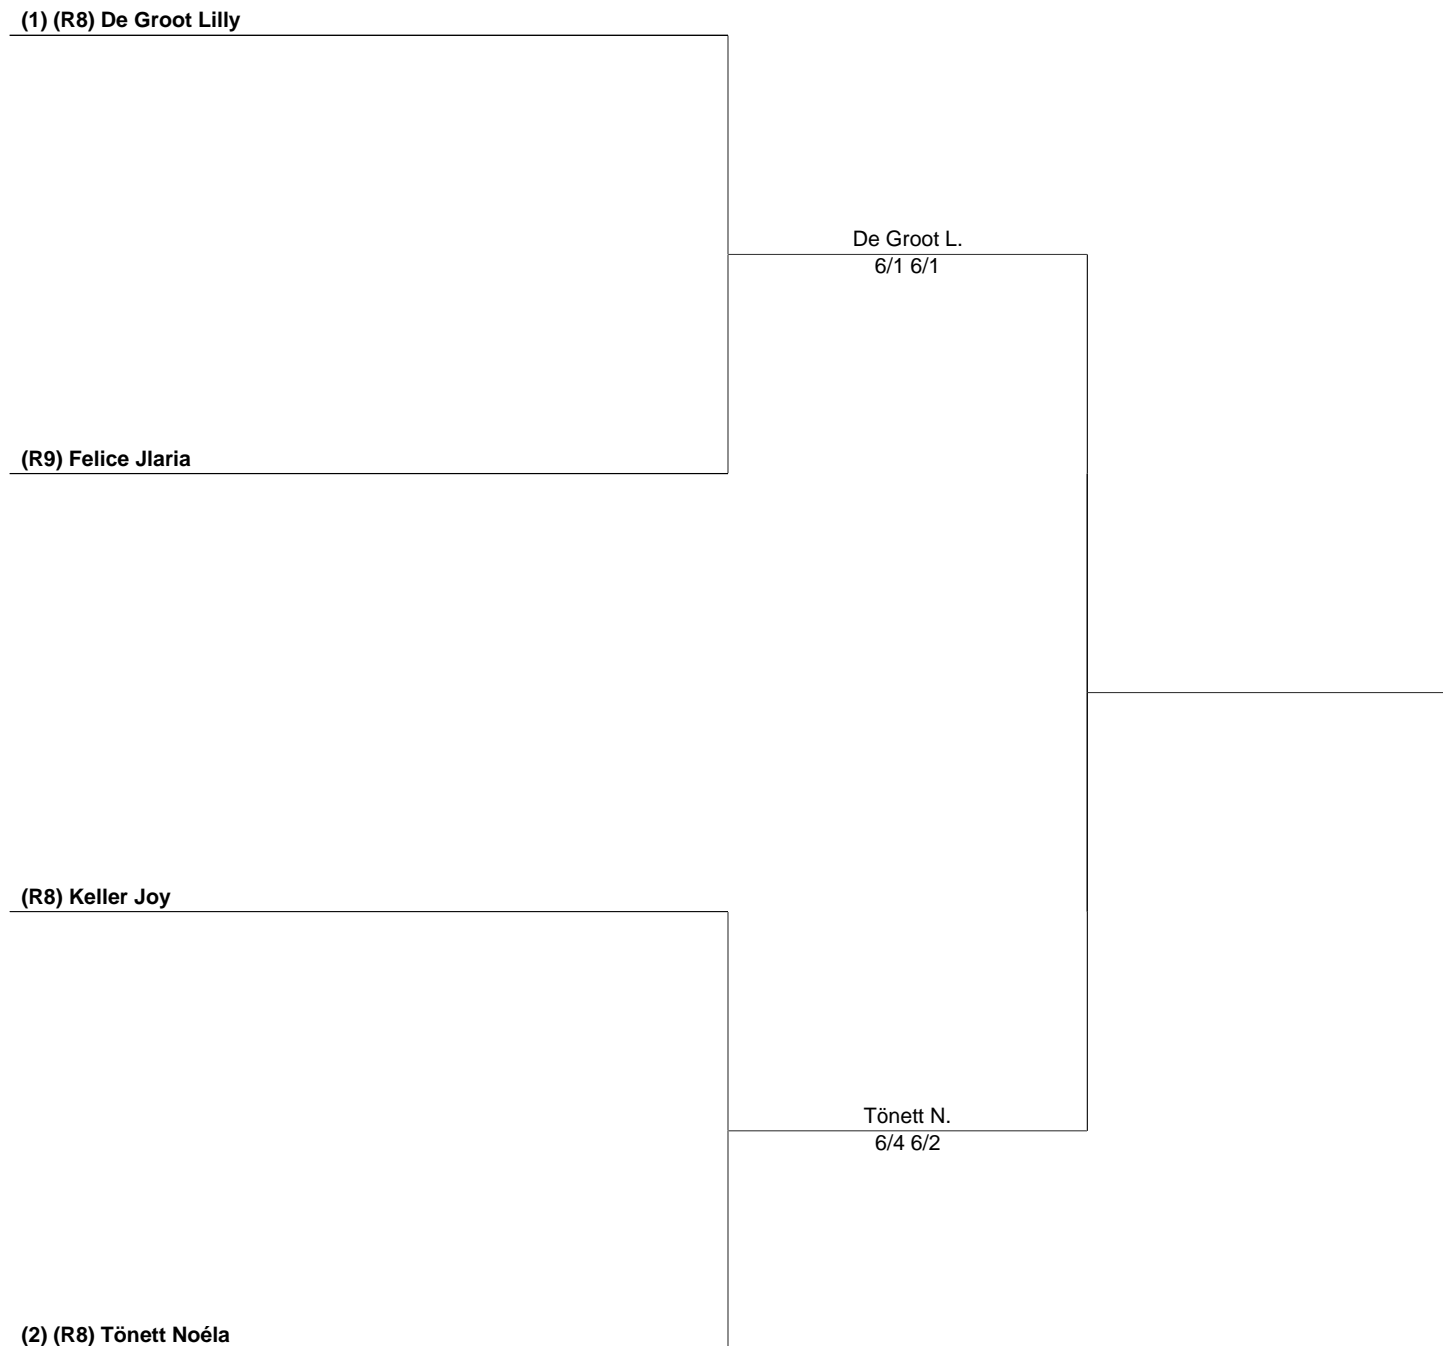 (1) (R8) De Groot Lilly
De Groot L.
6/1 6/1
(R9) Felice Jlaria
(R8) Keller Joy
Tönett N.
6/4 6/2
(2) (R8) Tönett Noéla